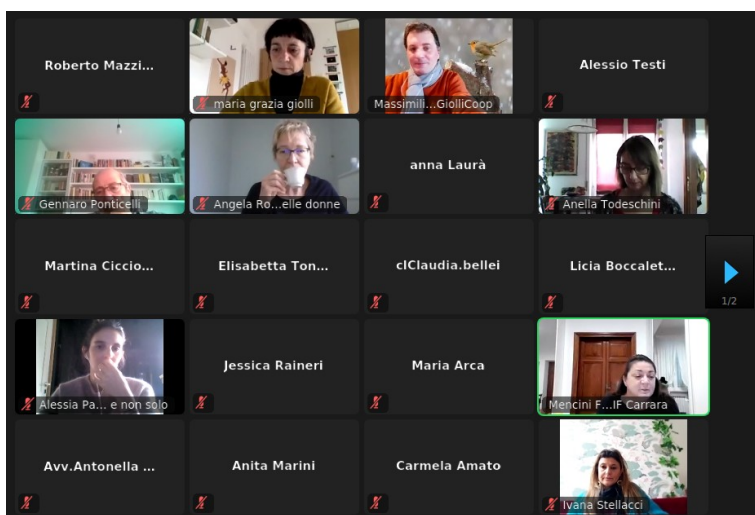 Roberto Mazzi...
maria grazia giolli
Massimili...GiolliCoop
Alessio Testi
Gennaro Ponticelli
Angela Ro...elle donne
anna Laurà
Anella Todeschini
Martina Ciccio...
Elisabetta Ton...
clClaudia.bellei
Licia Boccalet...
1/2
Alessia Pa... e non solo
Jessica Raineri
Maria Arca
Mencini F...IF Carrara
Avv.Antonella ...
Anita Marini
Carmela Amato
Ivana Stellacci